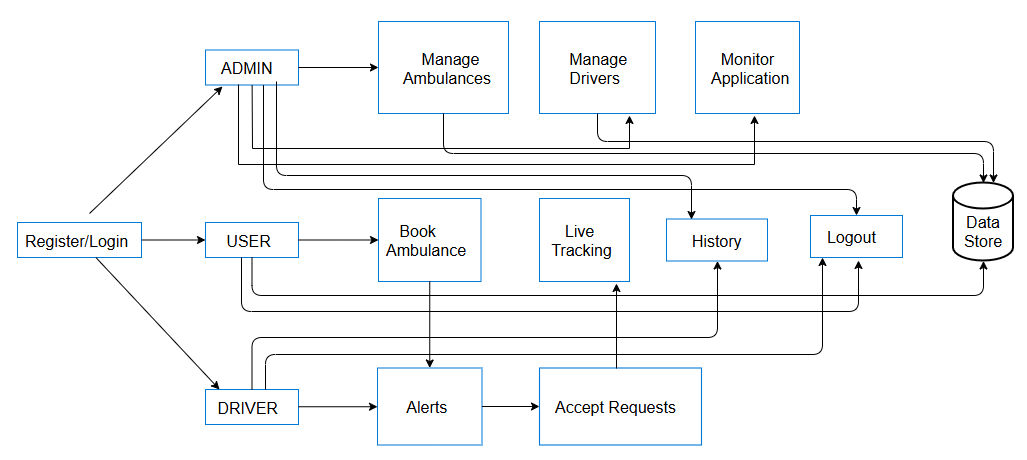 ADMIN
Manage
Ambulances
Manage
Drivers
Monitor
Application
Register/Login
USER
Book
Ambulance
Live
Tracking
History
Logout
Data
Store
DRIVER
Alerts
Accept Requests